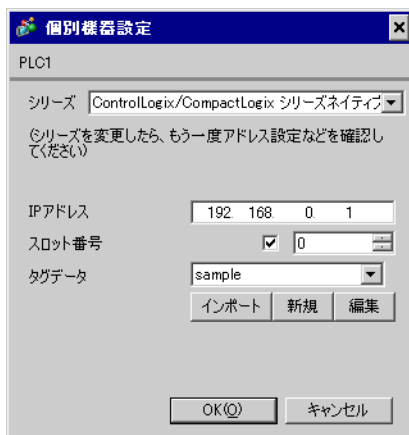 個別機器設定
PLC1
シリーズ ControlLogix/CompactLogix シリーズネイティブ
(シリーズを変更したら、もう一度アドレス設定などを確認し
てください)
IPアドレス 192. 168. 0. 1
スロット番号 0
タグデータ sample
インポート 新規 編集
OK(O) キャンセル